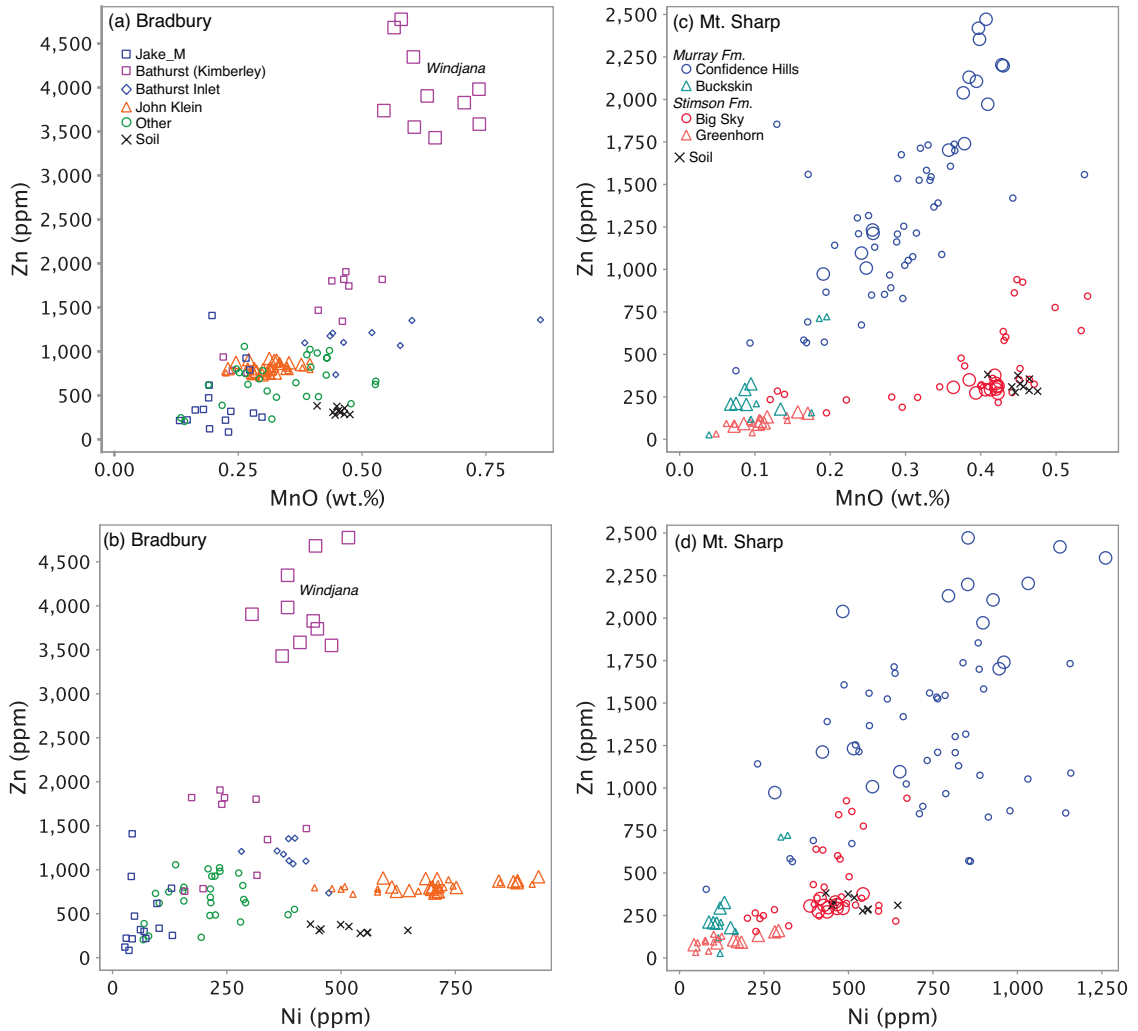 (a) Bradbury
4,500
4,000
3,500
3,000
2,500
2,000
1,500
1,000
500
0
Zn (ppm)
Jake_M
Bathurst (Kimberley)
Bathurst Inlet
John Klein
Other
Soil
Windjana
0.00
0.25
0.50
0.75
MnO (wt.%)
(c) Mt. Sharp
2,500
2,250
2,000
1,750
1,500
1,250
1,000
750
500
250
0
Zn (ppm)
Murray Fm.
Confidence Hills
Buckskin
Stimson Fm.
Big Sky
Greenhorn
Soil
0.0
0.1
0.2
0.3
0.4
0.5
MnO (wt.%)
(b) Bradbury
4,500
4,000
3,500
3,000
2,500
2,000
1,500
1,000
500
0
Zn (ppm)
Windjana
0
250
500
750
Ni (ppm)
(d) Mt. Sharp
2,500
2,250
2,000
1,750
1,500
1,250
1,000
750
500
250
0
Zn (ppm)
0
250
500
750
1,000
1,250
Ni (ppm)